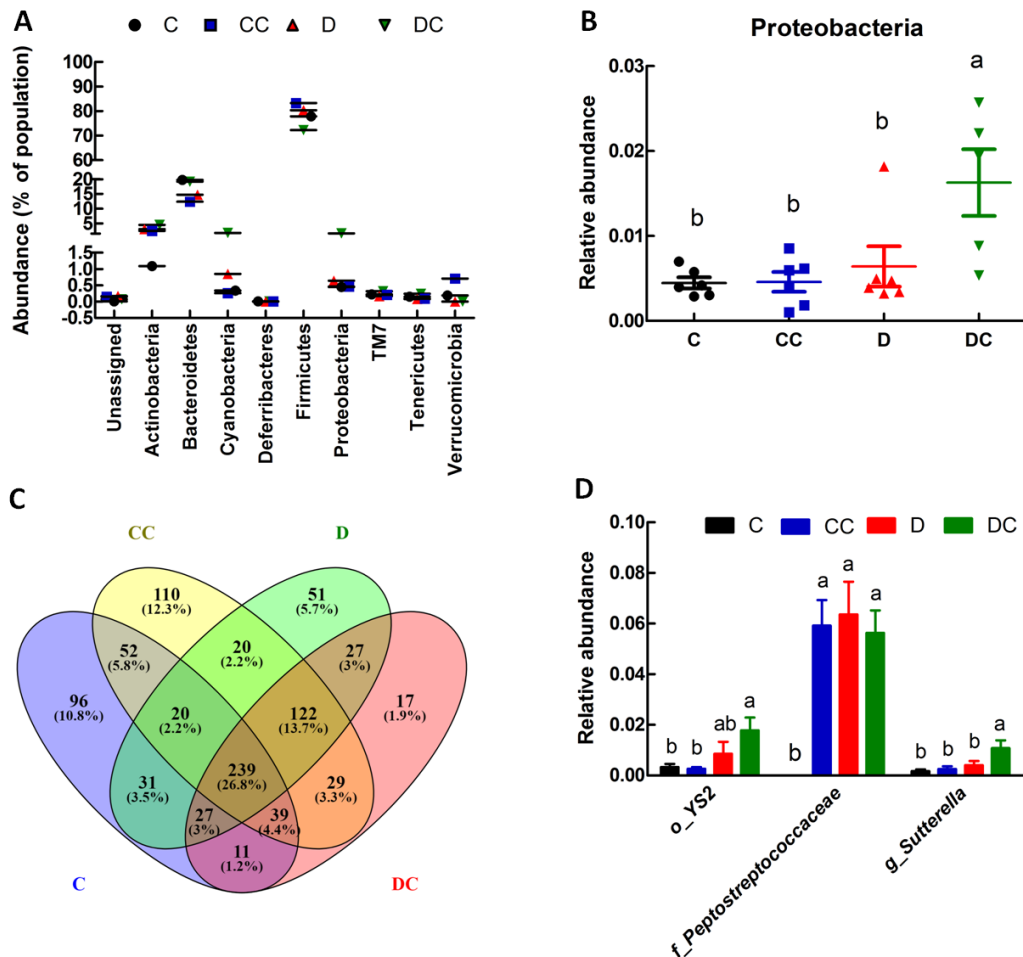 A
C CC D DC
Abundance (% of population)
100
90
80
70
60
20
15
10
5
1.5
1.0
0.5
0.0
-0.5
Unassigned
Actinobacteria
Bacteroidetes
Cyanobacteria
Deferribacteres
Firmicutes
Proteobacteria
TM7
Tenericutes
Verrucomicrobia
B
Proteobacteria
Relative abundance
0.03
0.02
0.01
0.00
b b b a
C CC D DC
C
CC D
110 (12.3%)
51 (5.7%)
52 (5.8%)
20 (2.2%)
27 (3%)
96 (10.8%)
20 (2.2%)
122 (13.7%)
17 (1.9%)
31 (3.5%)
239 (26.8%)
29 (3.3%)
27 (3%)
39 (4.4%)
11 (1.2%)
C DC
D
C CC D DC
Relative abundance
0.10
0.08
0.06
0.04
0.02
0.00
b b ab a
b a a a
b b b a
o_YS2
f_Peptostreptococcaceae
g_Sutterella